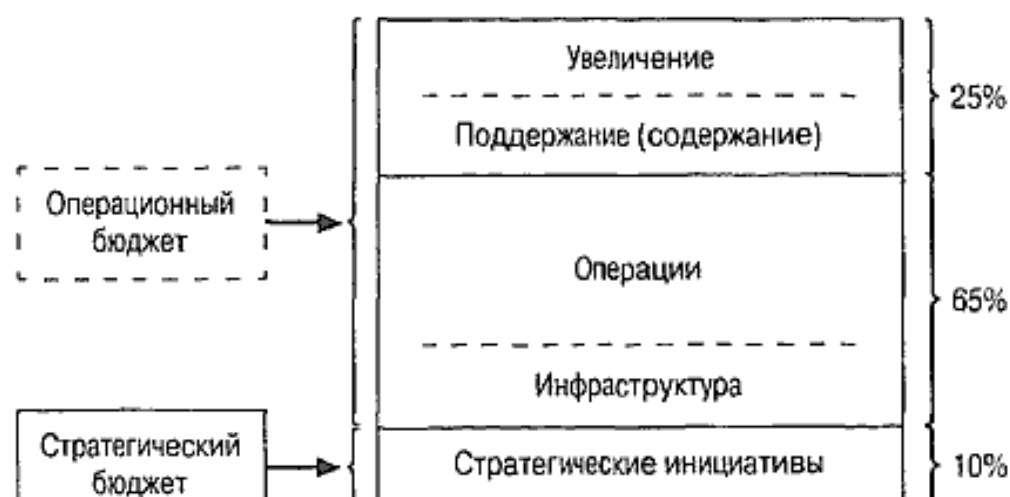 Увеличение
25%
Поддержание (содержание)
Операционный
бюджет
Операции
65%
Инфраструктура
Стратегический
бюджет
Стратегические инициативы
10%